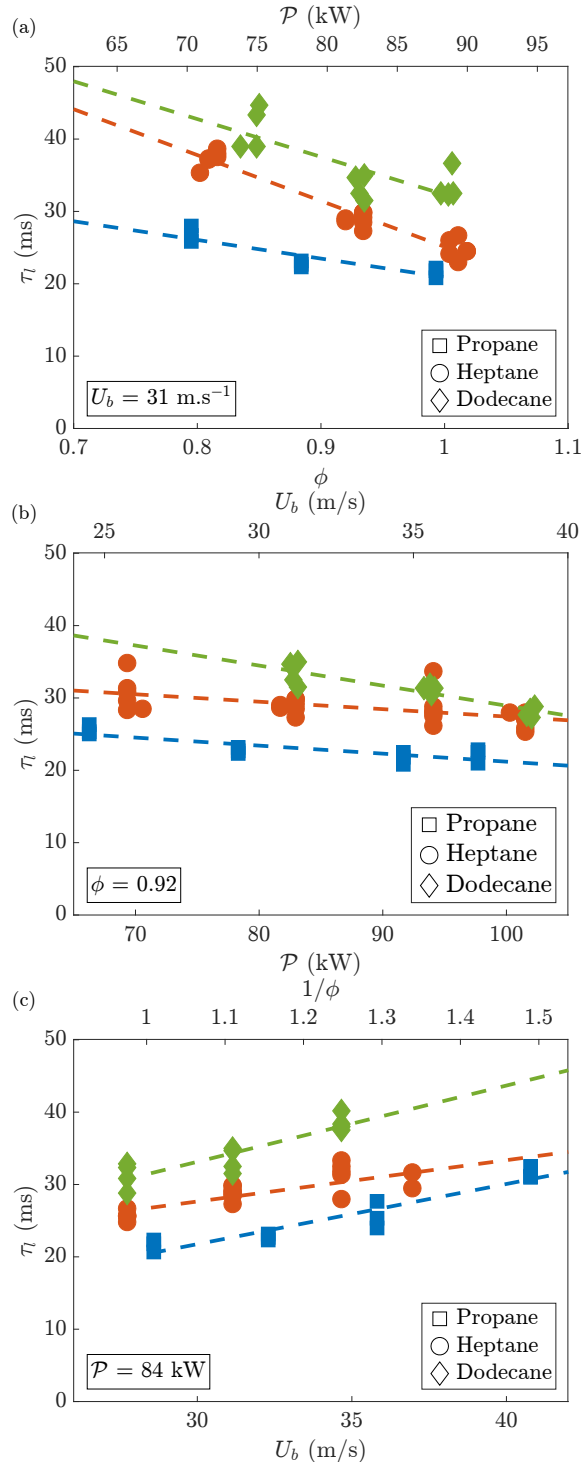 (a)
𝒫 (kW)
65 70 75 80 85 90 95
50
40
30
20
10
0
τ_l (ms)
Propane
Heptane
Dodecane
U_b = 31 m.s⁻¹
0.7 0.8 0.9 1 1.1
ϕ
(b)
U_b (m/s)
25 30 35 40
50
40
30
20
10
0
τ_l (ms)
Propane
Heptane
Dodecane
ϕ = 0.92
70 80 90 100
𝒫 (kW)
(c)
1/ϕ
1 1.1 1.2 1.3 1.4 1.5
50
40
30
20
10
0
τ_l (ms)
Propane
Heptane
Dodecane
𝒫 = 84 kW
30 35 40
U_b (m/s)